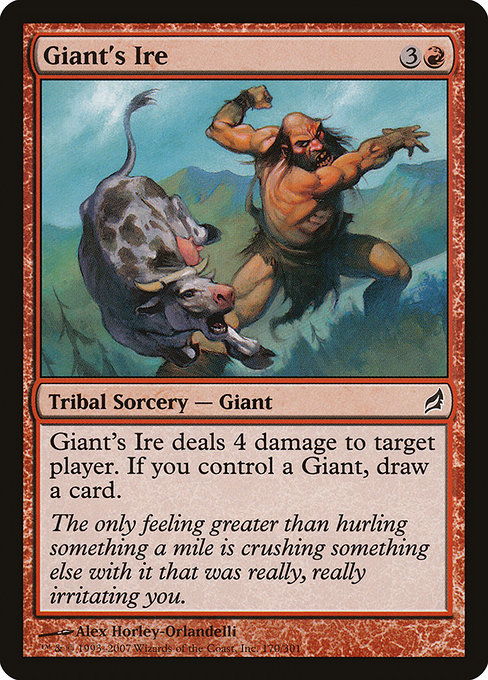 Giant's Ire 3
Tribal Sorcery — Giant
Giant's Ire deals 4 damage to target
player. If you control a Giant, draw
a card.
The only feeling greater than hurling
something a mile is crushing something
else with it that was really, really
irritating you.
Alex Horley-Orlandelli
™ & © 1993–2007 Wizards of the Coast, Inc. 170/301